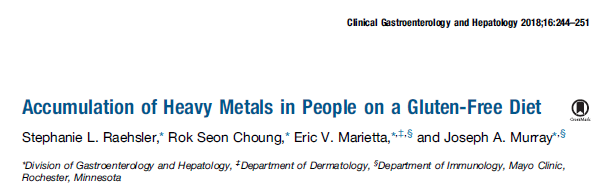 Clinical Gastroenterology and Hepatology 2018;16:244–251
Accumulation of Heavy Metals in People on a Gluten-Free Diet
CrossMark
Stephanie L. Raehsler,* Rok Seon Choung,* Eric V. Marietta,*,‡,§ and Joseph A. Murray*,§
*Division of Gastroenterology and Hepatology, ‡Department of Dermatology, §Department of Immunology, Mayo Clinic,
Rochester, Minnesota